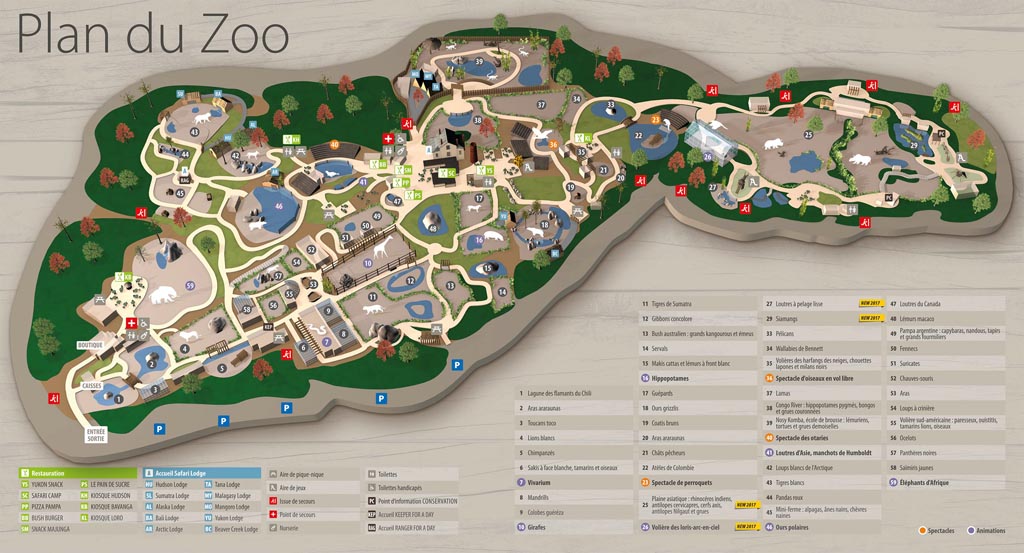 Plan du Zoo
BOUTIQUE
CAISSES
ENTRÉE
SORTIE
Restauration
YS YUKON SNACK
SC SAFARI CAMP
PP PIZZA PAMPA
BB BUSH BURGER
SM SNACK MAJUNGA
PS LE PAIN DE SUCRE
KH KIOSQUE HUDSON
KB KIOSQUE BAVANGA
KL KIOSQUE LORO
Accueil Safari Lodge
HU Hudson Lodge
SL Sumatra Lodge
AL Alaska Lodge
BA Bali Lodge
AR Arctic Lodge
TA Tana Lodge
MY Malagasy Lodge
MO Mangoro Lodge
YU Yukon Lodge
BC Beaver Creek Lodge
Aire de pique-nique
Aire de jeux
Issue de secours
Point de secours
Nurserie
Toilettes
Toilettes handicapés
PC Point d'information CONSERVATION
KEP Accueil KEEPER FOR A DAY
RAG Accueil RANGER FOR A DAY
1 Lagune des flamants du Chili
2 Aras ararauna
3 Toucans toco
4 Lions blancs
5 Chimpanzés
6 Sakis à face blanche, tamarins et oiseaux
7 Vivarium
8 Mandrills
9 Colobes guéréza
10 Girafes
11 Tigres de Sumatra
12 Gibbons concolore
13 Bush australien : grands kangourous et émeus
14 Servals
15 Makis cattas et lémurs à front blanc
16 Hippopotames
17 Guépards
18 Ours grizzlis
19 Coatis bruns
20 Aras ararauna
21 Chats pêcheurs
22 Atèles de Colombie
23 Spectacle de perroquets
25 Plaine asiatique : rhinocéros indiens, antilopes cervicapres, cerfs axis, antilopes Nilgaut et grues NEW 2017
26 Volière des loris-arc-en-ciel NEW 2017
27 Loutres à pelage lisse NEW 2017
29 Siamangs NEW 2017
33 Pélicans
34 Wallabies de Bennett
35 Volières des harfangs des neiges, chouettes lapones et milans noirs
36 Spectacle d'oiseaux en vol libre
37 Lamas
38 Congo River : hippopotames pygmés, bongos et grues couronnées
39 Nosy Komba, école de brousse : lémuriens, tortues et grues demoiselles
40 Spectacle des otaries
41 Loutres d'Asie, manchots de Humboldt
42 Loups blancs de l'Arctique
43 Tigres blancs
44 Pandas roux
45 Mini-ferme : alpagas, ânes nains, chèvres naines
46 Ours polaires
47 Loutres du Canada
48 Lémurs macaco
49 Pampa argentine : capybaras, nandous, tapirs et grands fourmiliers
50 Fennecs
51 Suricates
52 Chauves-souris
53 Aras
54 Loups à crinière
55 Volière sud-américaine : paresseux, ouistitis, tamarins lions, oiseaux
56 Ocelots
57 Panthères noires
58 Saïmiris jaunes
59 Éléphants d'Afrique
Spectacles
Animations